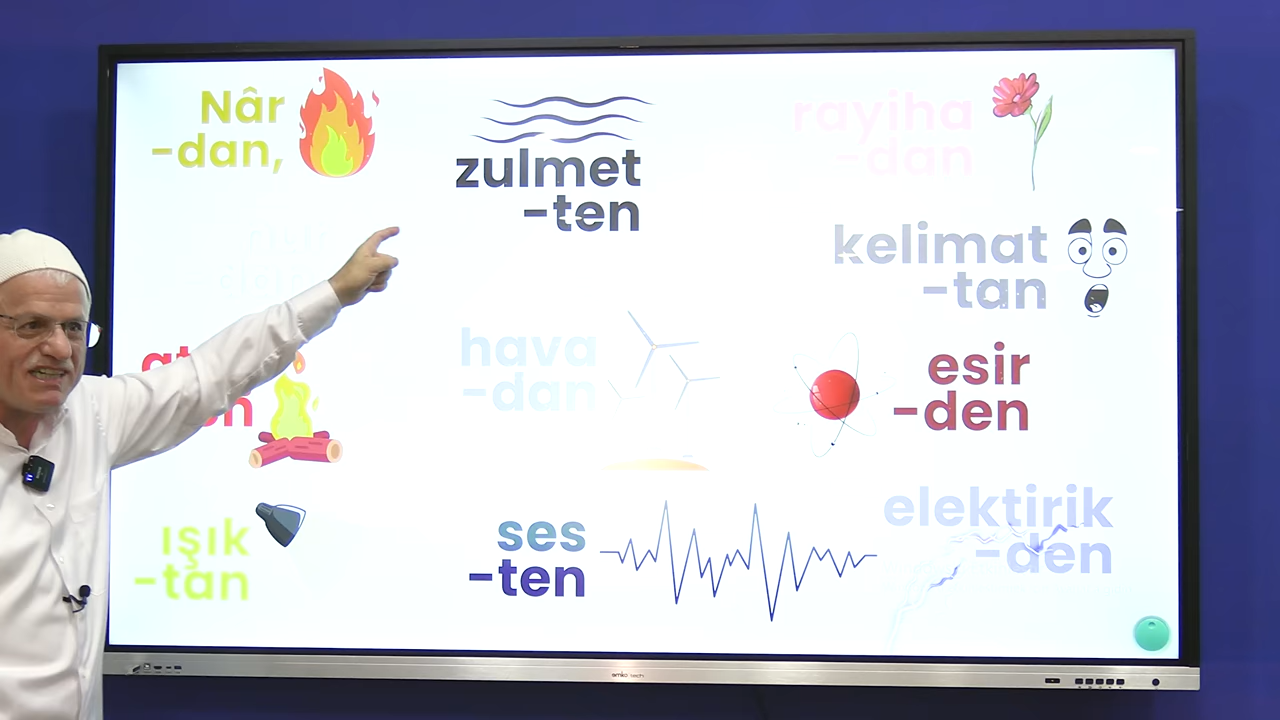 Nâr
-dan,
zulmet
-ten
rayiha
-dan
kelimat
-tan
hava
-dan
esir
-den
ışık
-tan
ses
-ten
elektirik
-den